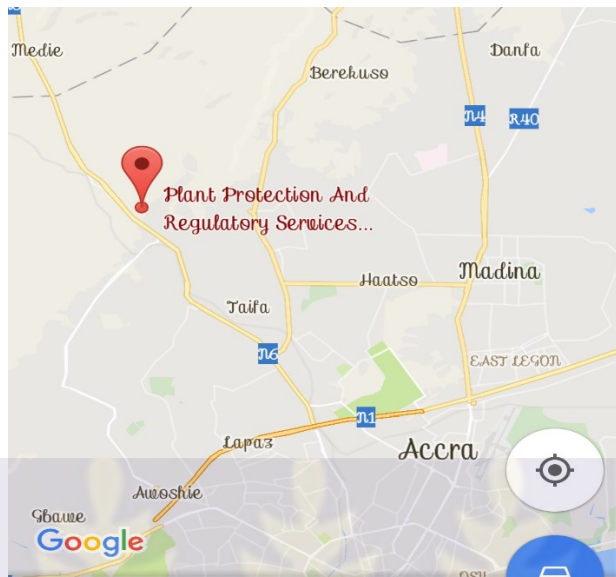 Medie
Danfa
Berekuso
N4
R40
Plant Protection And
Regulatory Services...
Haatso
Madina
Taifa
N6
EAST LEGON
N1
Lapaz
Accra
Awoshie
Gbawe
Google
OSU